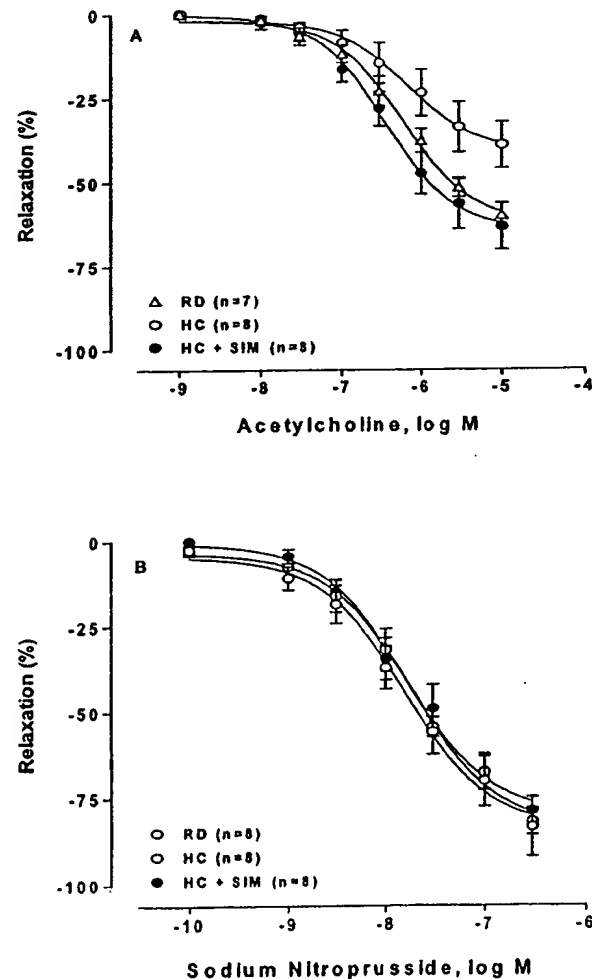 A
0
-25
-50
-75
-100
Relaxation (%)
RD (n=7)
HC (n=8)
HC + SIM (n=8)
-9 -8 -7 -6 -5 -4
Acetylcholine, log M
B
0
-25
-50
-75
-100
Relaxation (%)
RD (n=8)
HC (n=8)
HC + SIM (n=8)
-10 -9 -8 -7 -6
Sodium Nitroprusside, log M